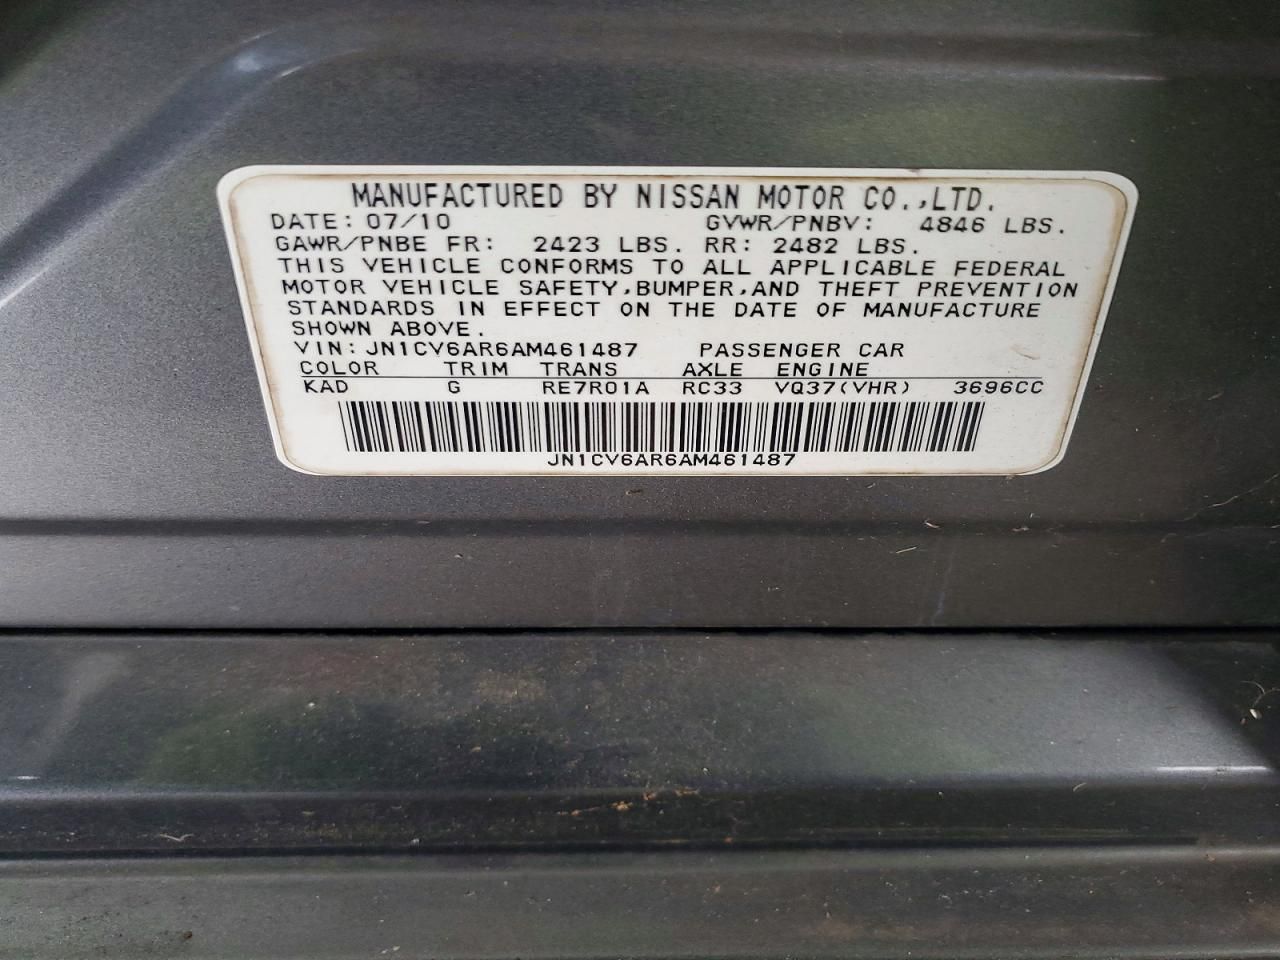 MANUFACTURED BY NISSAN MOTOR CO.,LTD.
DATE: 07/10 GVWR/PNBV: 4846 LBS.
GAWR/PNBE FR: 2423 LBS. RR: 2482 LBS.
THIS VEHICLE CONFORMS TO ALL APPLICABLE FEDERAL
MOTOR VEHICLE SAFETY,BUMPER,AND THEFT PREVENTION
STANDARDS IN EFFECT ON THE DATE OF MANUFACTURE
SHOWN ABOVE.
VIN: JN1CV6AR6AM461487 PASSENGER CAR
COLOR TRIM TRANS AXLE ENGINE
KAD G RE7R01A RC33 VQ37(VHR) 3696CC
JN1CV6AR6AM461487